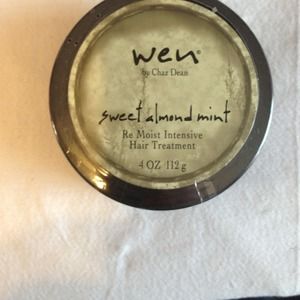 wen®
by Chaz Dean
sweet almond mint
Re Moist Intensive
Hair Treatment
4 OZ 112 g